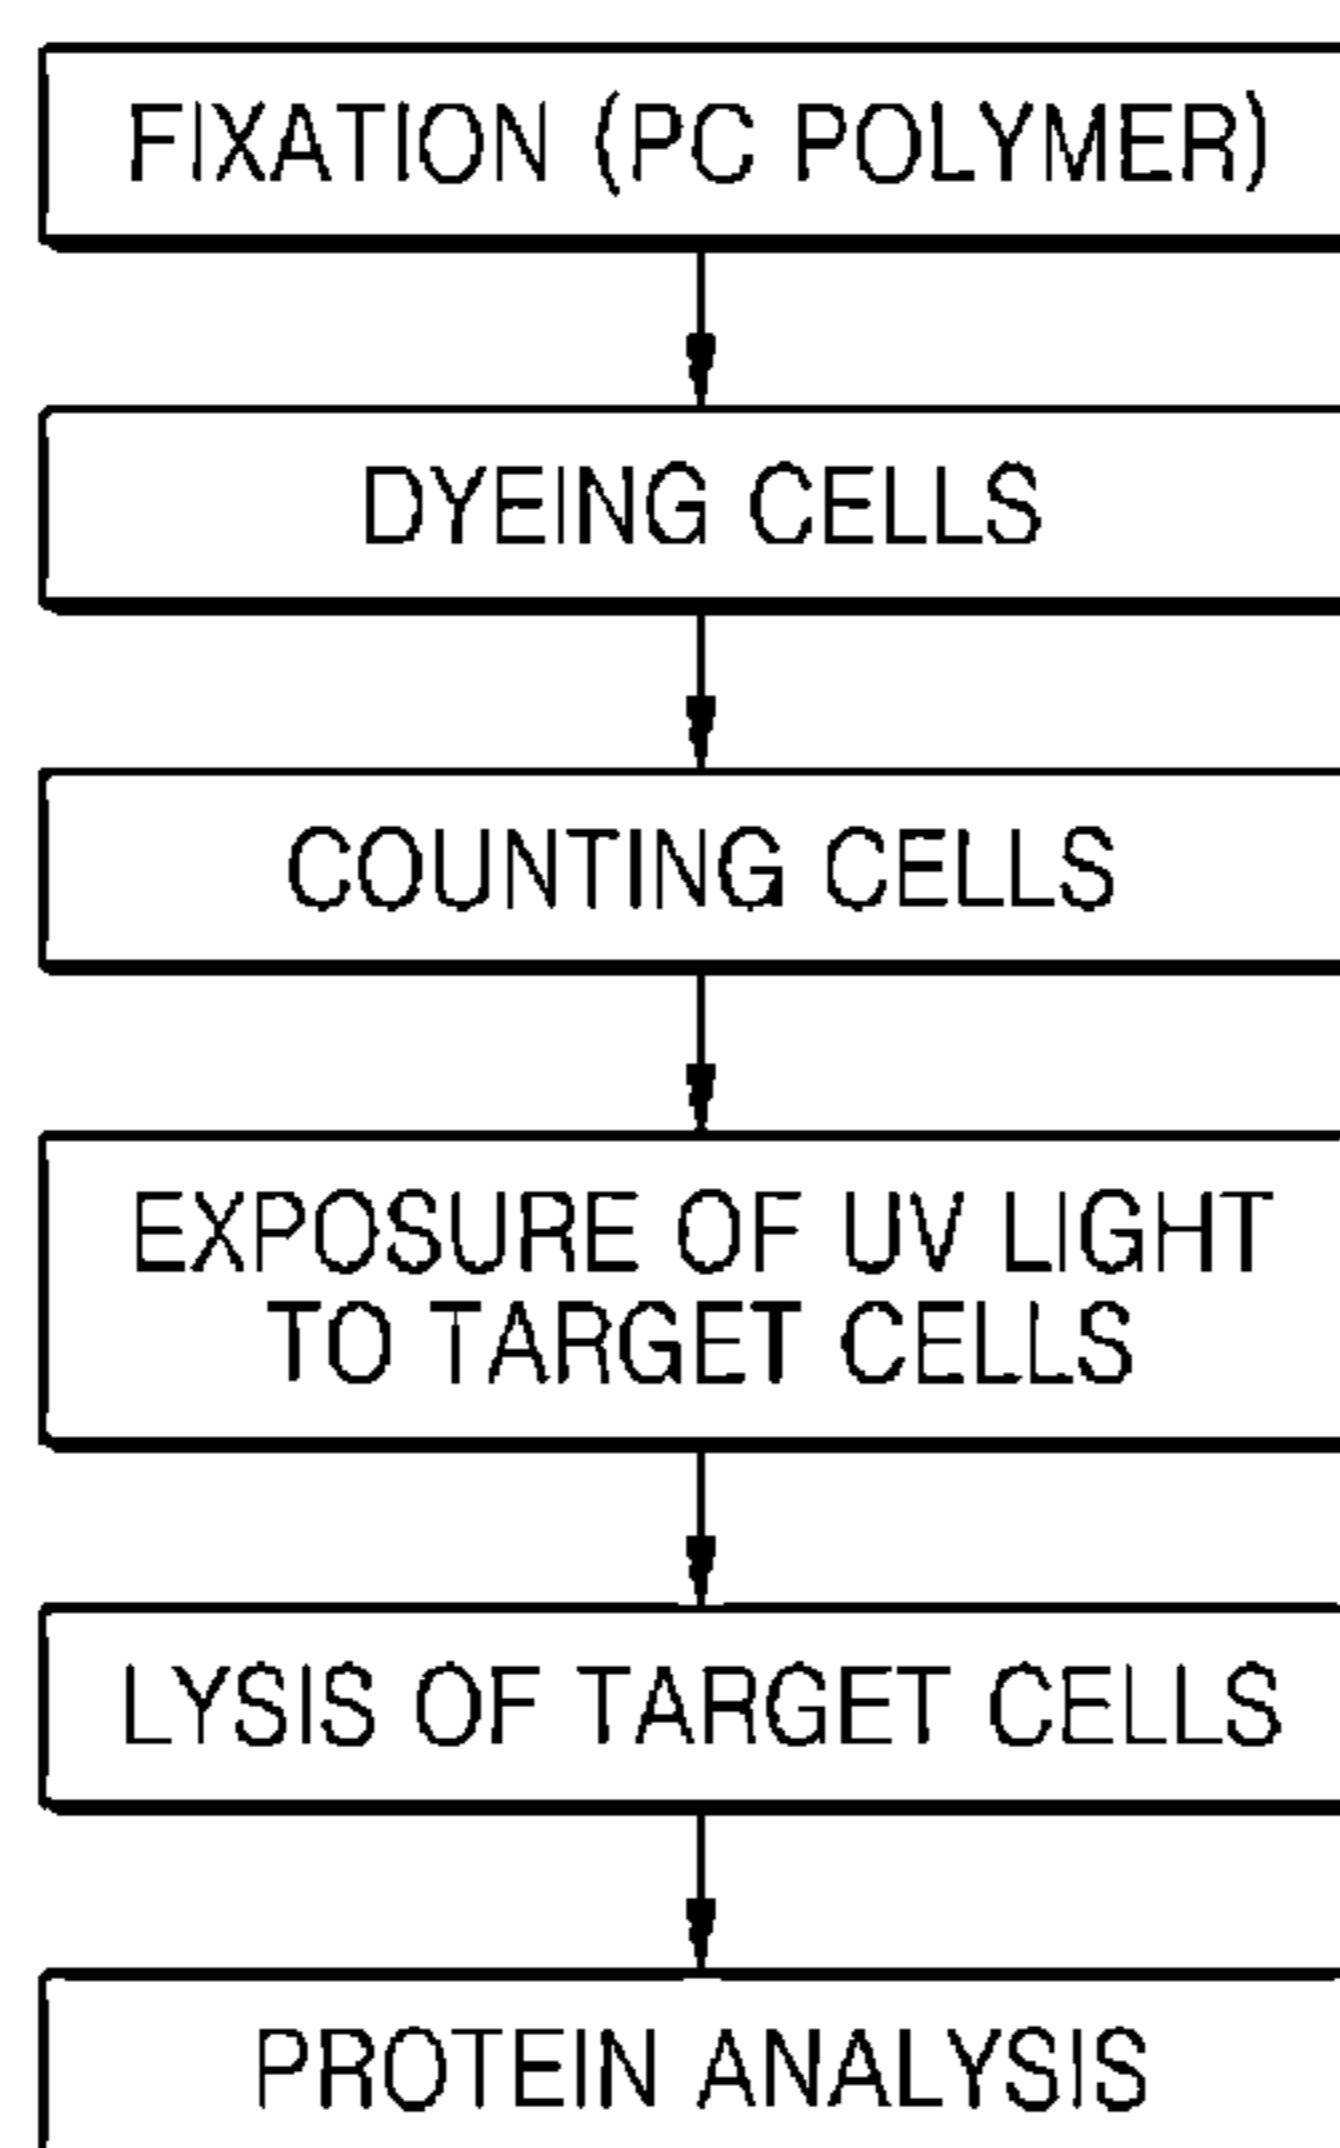 FIXATION (PC POLYMER)
DYEING CELLS
COUNTING CELLS
EXPOSURE OF UV LIGHT
TO TARGET CELLS
LYSIS OF TARGET CELLS
PROTEIN ANALYSIS